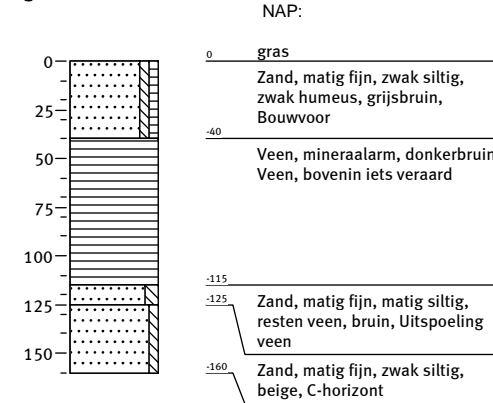 NAP:
0
25
50
75
100
125
150
0 gras
Zand, matig fijn, zwak siltig,
zwak humeus, grijsbruin,
Bouwvoor
-40
Veen, mineraalarm, donkerbruin
Veen, bovenin iets veraard
-115
-125
Zand, matig fijn, matig siltig,
resten veen, bruin, Uitspoeling
veen
-160
Zand, matig fijn, zwak siltig,
beige, C-horizont